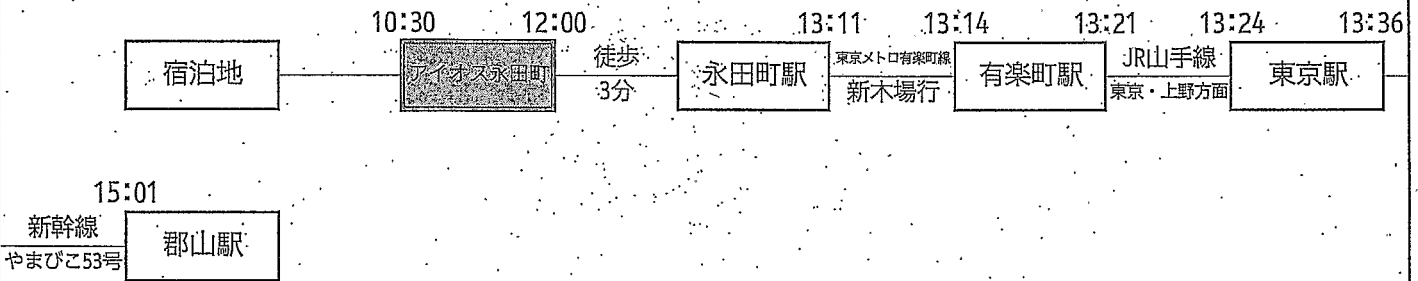 10:30 12:00 13:11 13:14 13:21 13:24 13:36
宿泊地 アイオス永田町 徒歩 3分 永田町駅 東京メトロ有楽町線 新木場行 有楽町駅 JR山手線 東京・上野方面 東京駅
15:01
新幹線 やまびこ53号 郡山駅